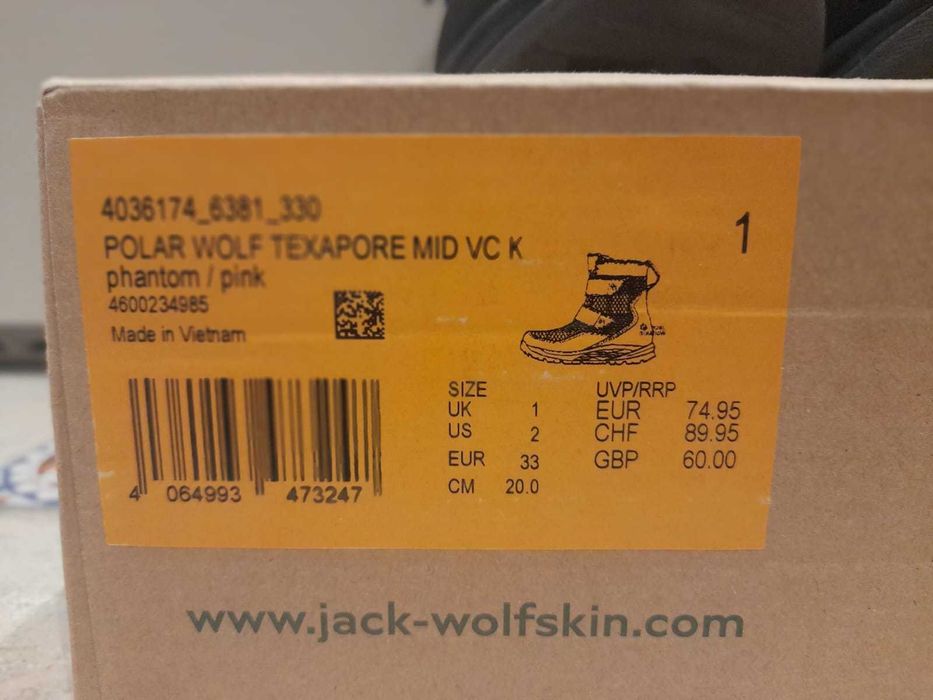 4036174_6381_330
1
POLAR WOLF TEXAPORE MID VC K
phantom / pink
4600234985
Made in Vietnam
SIZE
UK 1
US 2
EUR 33
CM 20.0
UVP/RRP
EUR 74.95
CHF 89.95
GBP 60.00
4 064993 473247
www.jack-wolfskin.com